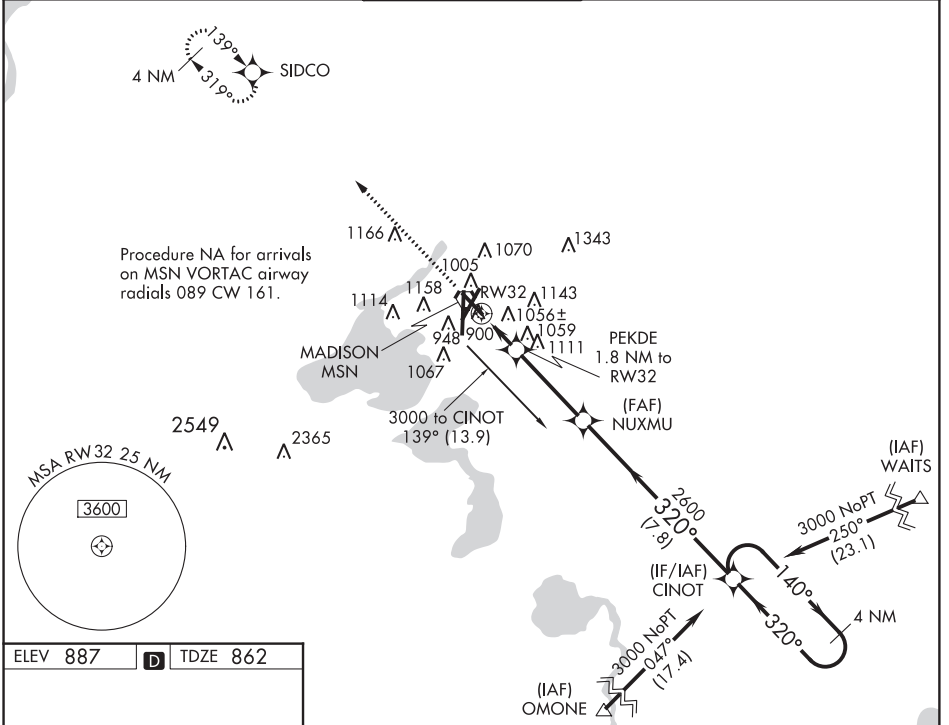 139°
319°
4 NM
SIDCO
Procedure NA for arrivals
on MSN VORTAC airway
radials 089 CW 161.
1166
1070
1343
1005
RW32
1114
1158
1143
1056±
948
900
1059
1111
1067
MADISON
MSN
PEKDE
1.8 NM to
RW32
3000 to CINOT
139° (13.9)
(FAF)
NUXMU
2549
2365
MSA RW32 25 NM
3600
2600
320°
(7.8)
(IAF)
WAITS
3000 NoPT
250°
(23.1)
(IF/IAF)
CINOT
140°
320°
4 NM
3000 NoPT
047°
(17.4)
(IAF)
OMONE
ELEV 887 D TDZE 862